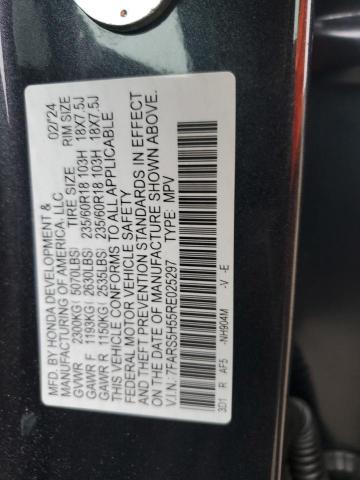 MFD. BY HONDA DEVELOPMENT & 02/24
MANUFACTURING OF AMERICA, LLC
TIRE SIZE RIM SIZE
GVWR 2300KG (5070LBS) 235/60R18 103H 18X7.5J
GAWR F 1193KG (2630LBS) 235/60R18 103H 18X7.5J
GAWR R 1150KG (2535LBS)
THIS VEHICLE CONFORMS TO ALL APPLICABLE
FEDERAL MOTOR VEHICLE SAFETY
AND THEFT PREVENTION STANDARDS IN EFFECT
ON THE DATE OF MANUFACTURE SHOWN ABOVE.
V.I.N.: 7FARS5H55RE025297 TYPE: MPV
3D1 R AF5 NH904M -V -E